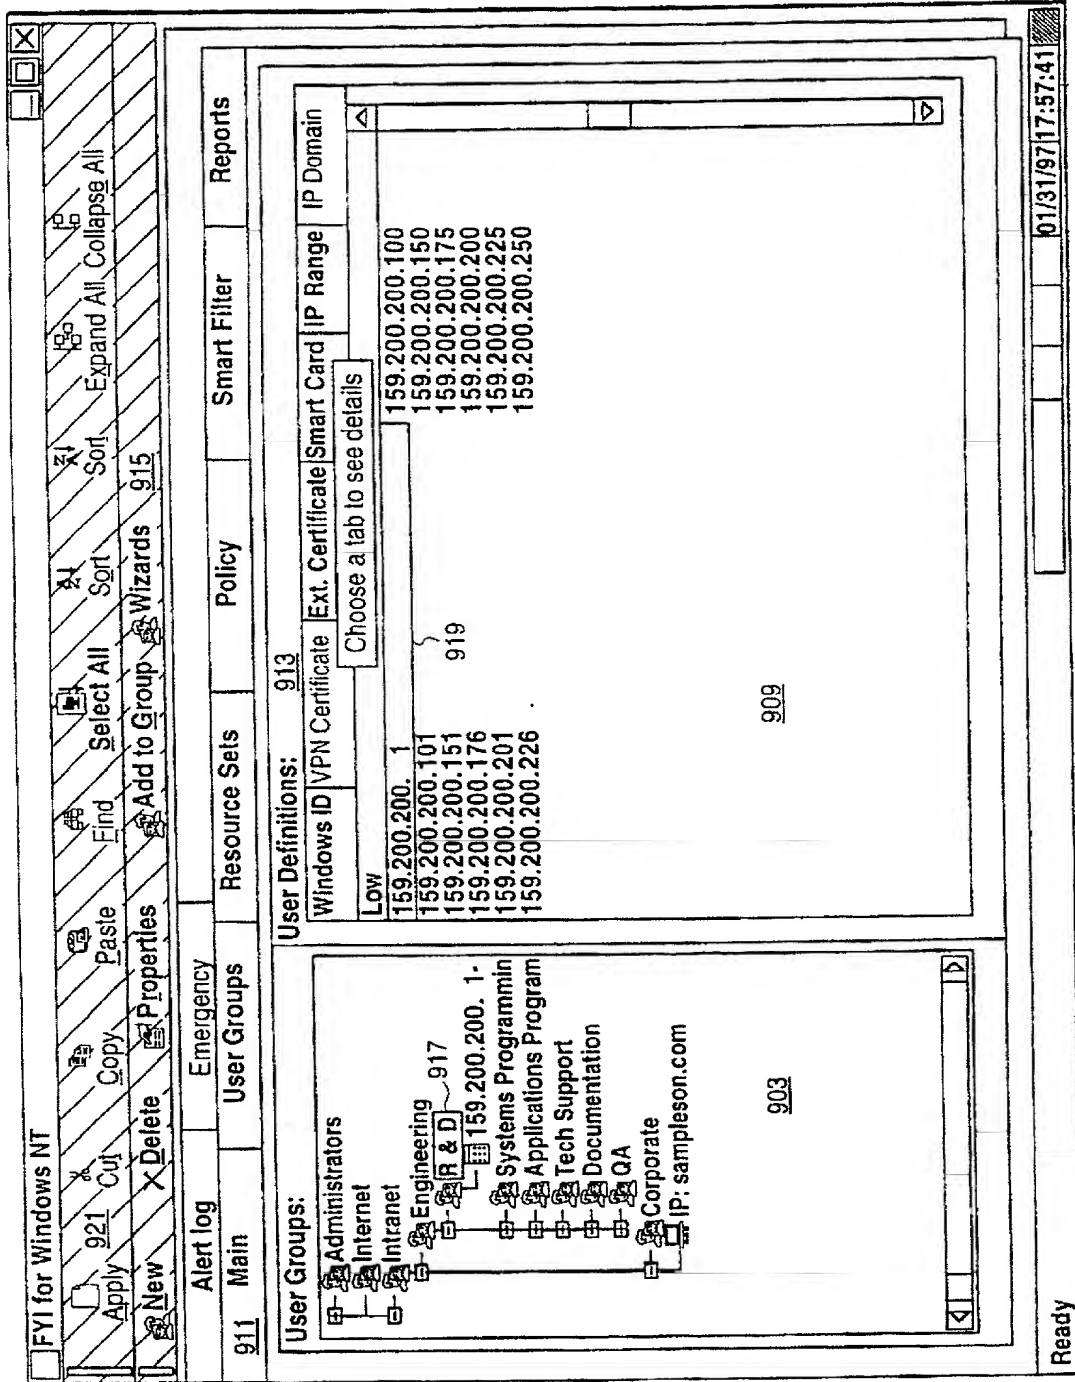 FYI for Windows NT
Apply 921 Cut Copy Paste Find Select All Sort Sort Expand All Collapse All
New Delete Properties Add to Group Wizards 915
Alert log Emergency
911 Main User Groups Resource Sets Policy Smart Filter Reports
User Groups:
Administrators
Internet
Intranet
Engineering
R & D 917
159.200.200. 1-
Systems Programmin
Applications Program
Tech Support
Documentation
QA
Corporate
IP: sampleson.com
903
User Definitions: 913
Windows ID VPN Certificate Ext. Certificate Smart Card IP Range IP Domain
Choose a tab to see details
Low
159.200.200. 1 159.200.200.100
159.200.200.101 159.200.200.150
159.200.200.151 159.200.200.175
159.200.200.176 159.200.200.200
159.200.200.201 159.200.200.225
159.200.200.226 159.200.200.250
919
909
Ready 01/31/97 17:57:41